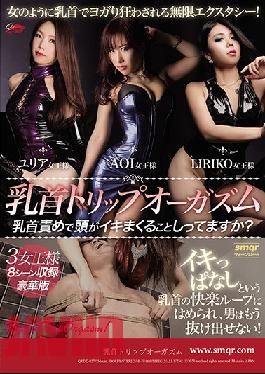 女のように乳首でヨガり狂わされる無限エクスタシー!
ユリア女王様
AOI女王様
LIRIKO女王様
乳首トリップオーガズム
乳首責めで頭がイキまくることしってますか?
3女王様
8シーン収録
豪華版
smqr
イキっ
ぱなしという
乳首の快楽ループに
はめられ、男はもう
抜け出せない!
乳首トリップオーガズム
www.smqr.com